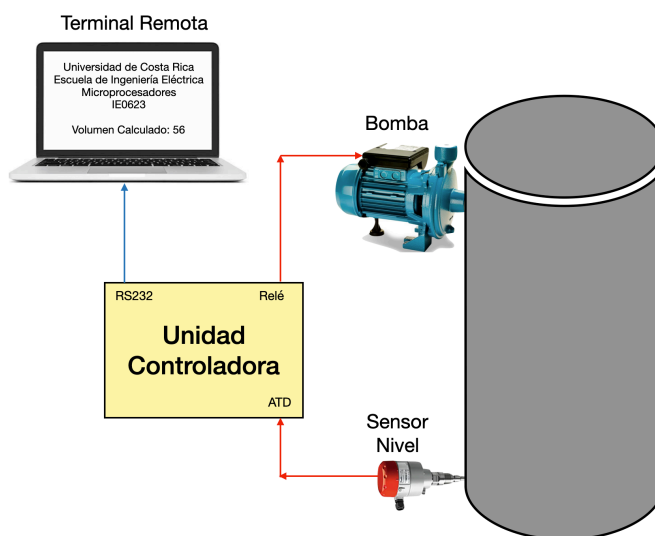 Terminal Remota
Universidad de Costa Rica
Escuela de Ingeniería Eléctrica
Microprocesadores
IE0623
Volumen Calculado: 56
Bomba
RS232
Relé
Unidad
Controladora
ATD
Sensor
Nivel